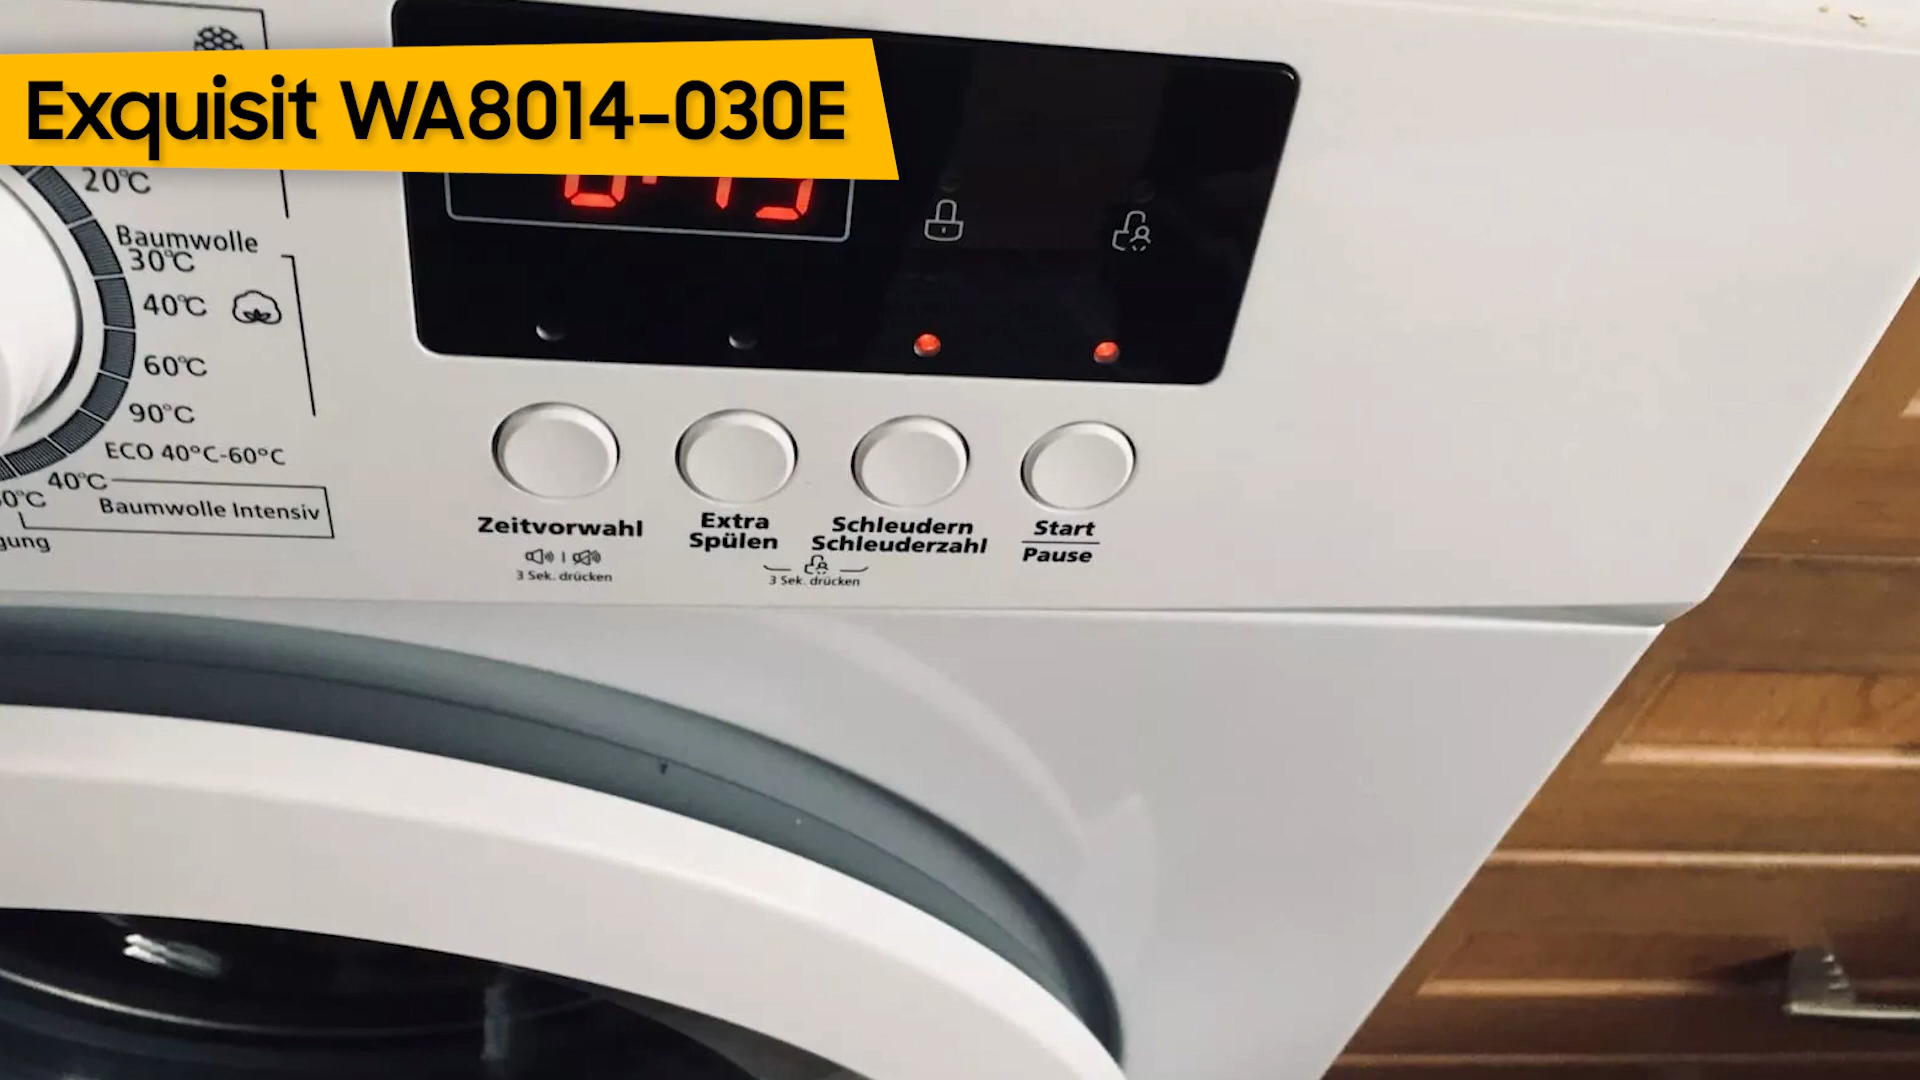 Exquisit WA8014-030E
20°C
Baumwolle
30°C
40°C
60°C
90°C
ECO 40°C-60°C
40°C
Baumwolle Intensiv
Zeitvorwahl
3 Sek. drücken
Extra
Spülen
Schleudern
Schleuderzahl
3 Sek. drücken
Start
Pause